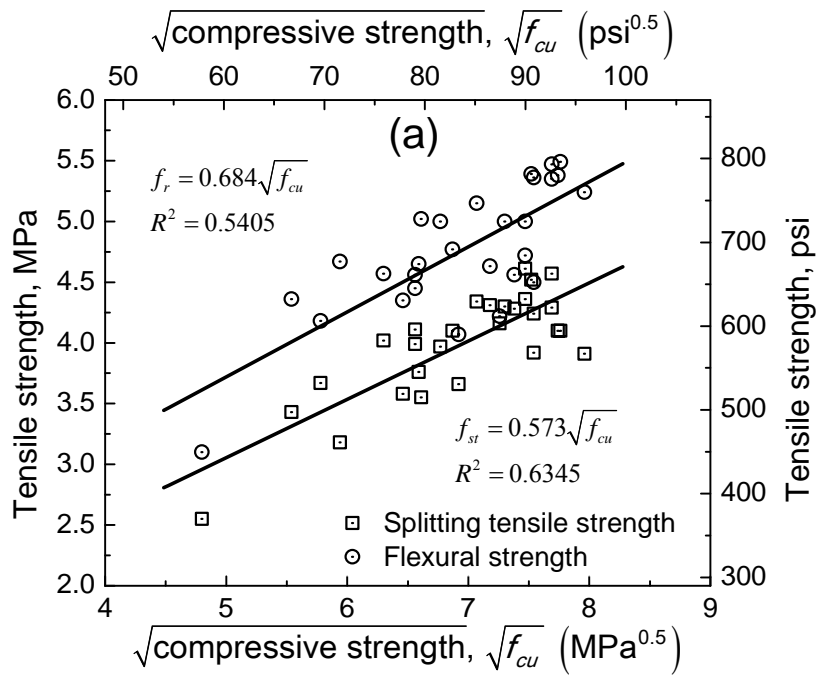 √compressive strength, √f_cu (psi^0.5)
50 60 70 80 90 100
(a)
6.0
5.5
5.0
4.5
4.0
3.5
3.0
2.5
2.0
Tensile strength, MPa
f_r = 0.684√f_cu
R² = 0.5405
f_st = 0.573√f_cu
R² = 0.6345
Splitting tensile strength
Flexural strength
800
700
600
500
400
300
Tensile strength, psi
4 5 6 7 8 9
√compressive strength, √f_cu (MPa^0.5)